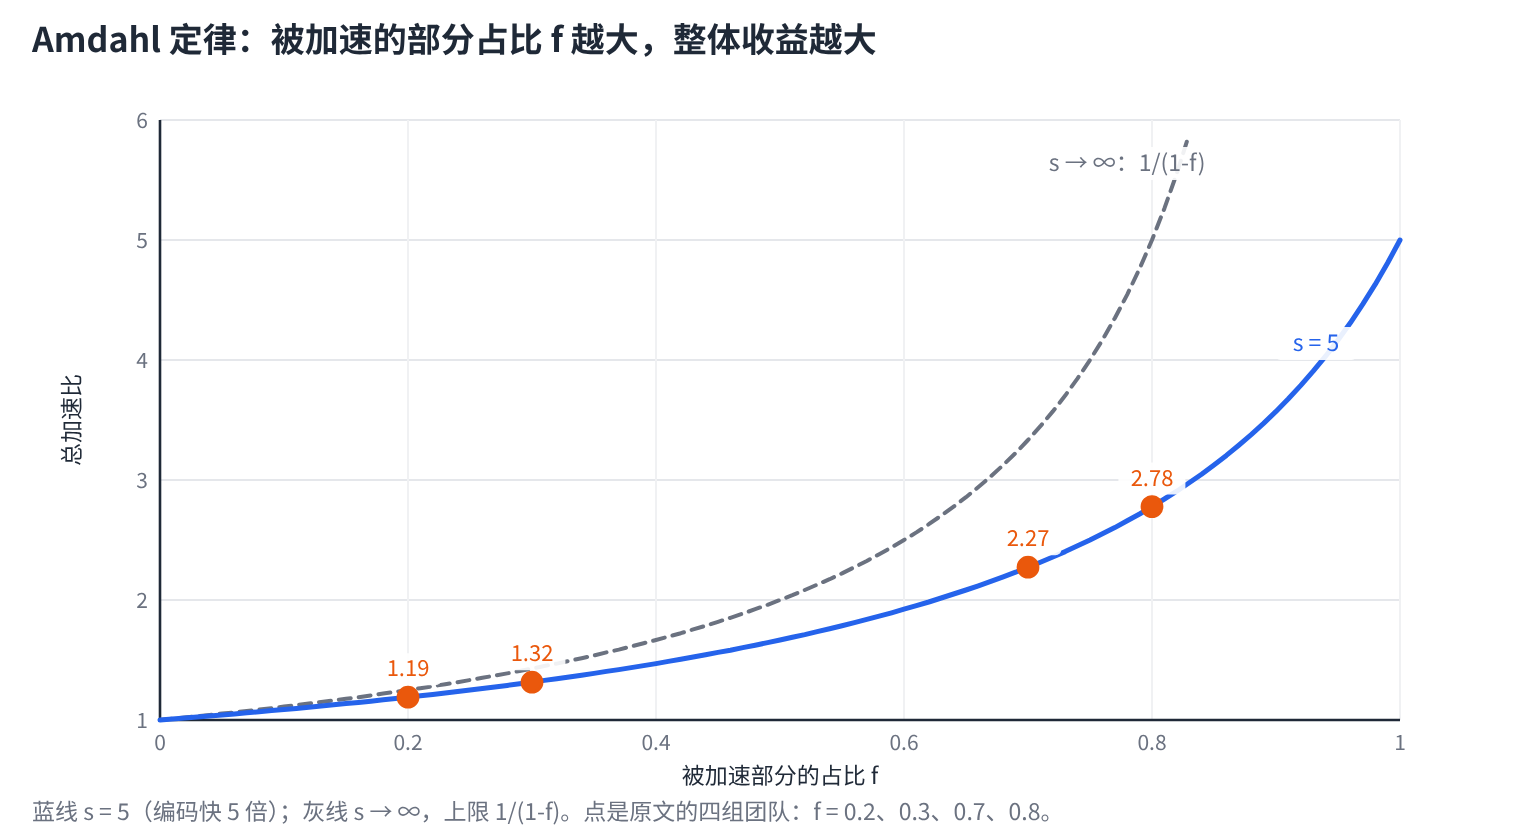 Amdahl 定律：被加速的部分占比 f 越大，整体收益越大
6
s → ∞：1/(1-f)
5
s = 5
4
总加速比
3
2.78
2.27
2
1.32
1.19
1
0
0.2
0.4
0.6
0.8
1
被加速部分的占比 f
蓝线 s = 5（编码快 5 倍）；灰线 s → ∞，上限 1/(1-f)。点是原文的四组团队：f = 0.2、0.3、0.7、0.8。